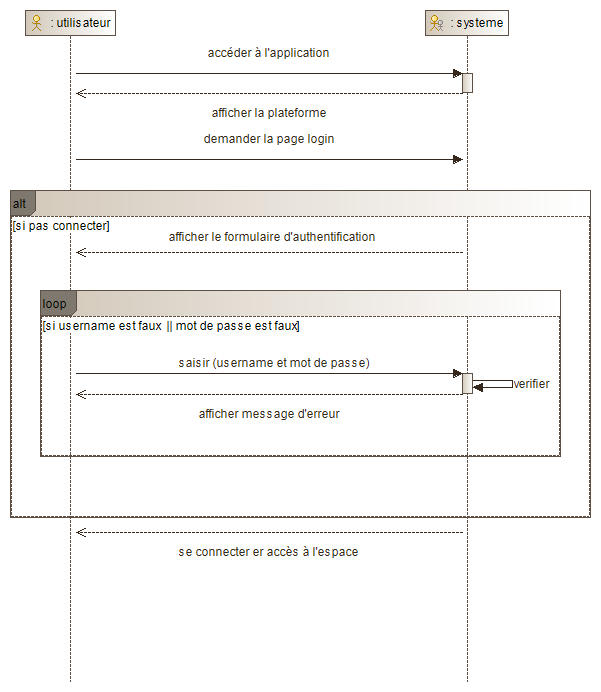 : utilisateur
: systeme
accéder à l'application
afficher la plateforme
demander la page login
alt
[si pas connecter]
afficher le formulaire d'authentification
loop
[si username est faux || mot de passe est faux]
saisir (username et mot de passe)
verifier
afficher message d'erreur
se connecter er accès à l'espace